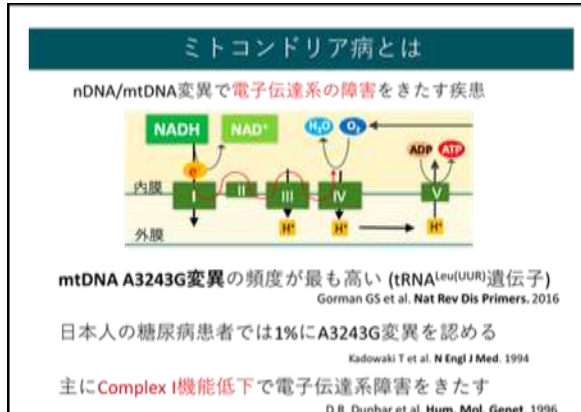 ミトコンドリア病とは
nDNA/mtDNA変異で電子伝達系の障害をきたす疾患
NADH NAD⁺ H₂O O₂ ADP ATP
e⁻
内膜 I II III IV V
外膜 H⁺ H⁺ H⁺
mtDNA A3243G変異の頻度が最も高い (tRNA^Leu(UUR)遺伝子)
Gorman GS et al. Nat Rev Dis Primers. 2016
日本人の糖尿病患者では1%にA3243G変異を認める
Kadowaki T et al. N Engl J Med. 1994
主にComplex I機能低下で電子伝達系障害をきたす
D.R. Dunbar et al. Hum. Mol. Genet. 1996